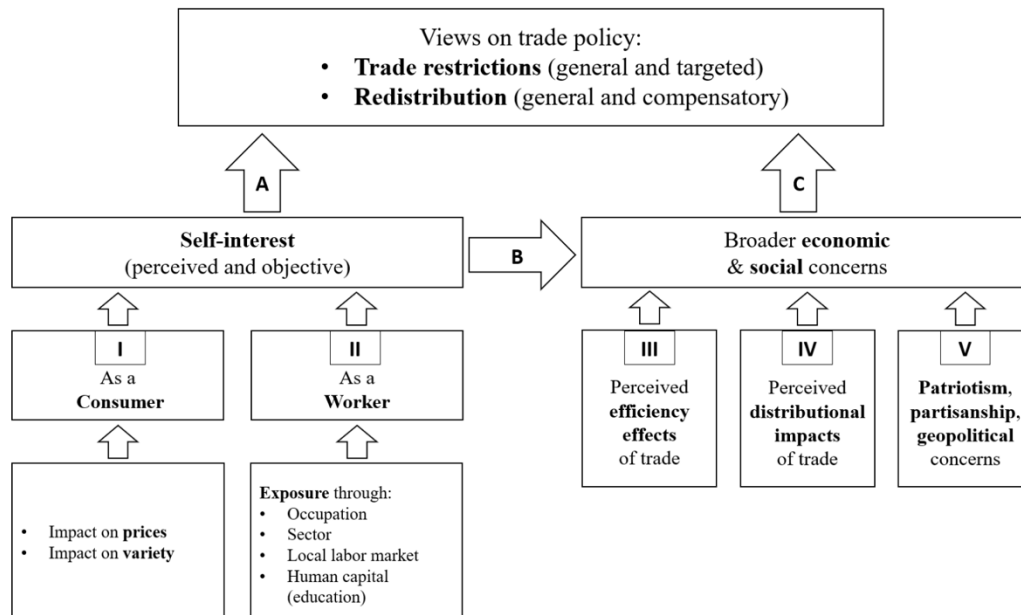 Views on trade policy:
• Trade restrictions (general and targeted)
• Redistribution (general and compensatory)
A
C
Self-interest
(perceived and objective)
B
Broader economic
& social concerns
I
As a
Consumer
II
As a
Worker
III
Perceived
efficiency
effects
of trade
IV
Perceived
distributional
impacts
of trade
V
Patriotism,
partisanship,
geopolitical
concerns
• Impact on prices
• Impact on variety
Exposure through:
• Occupation
• Sector
• Local labor market
• Human capital
(education)